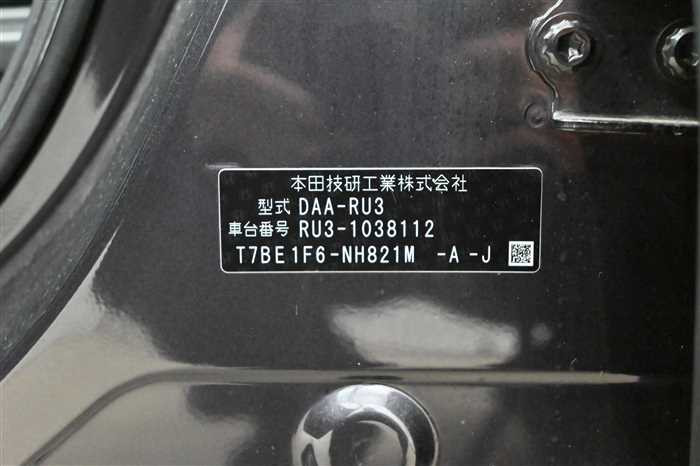 本田技研工業株式会社
型式 DAA-RU3
車台番号 RU3-1038112
T7BE1F6-NH821M -A-J